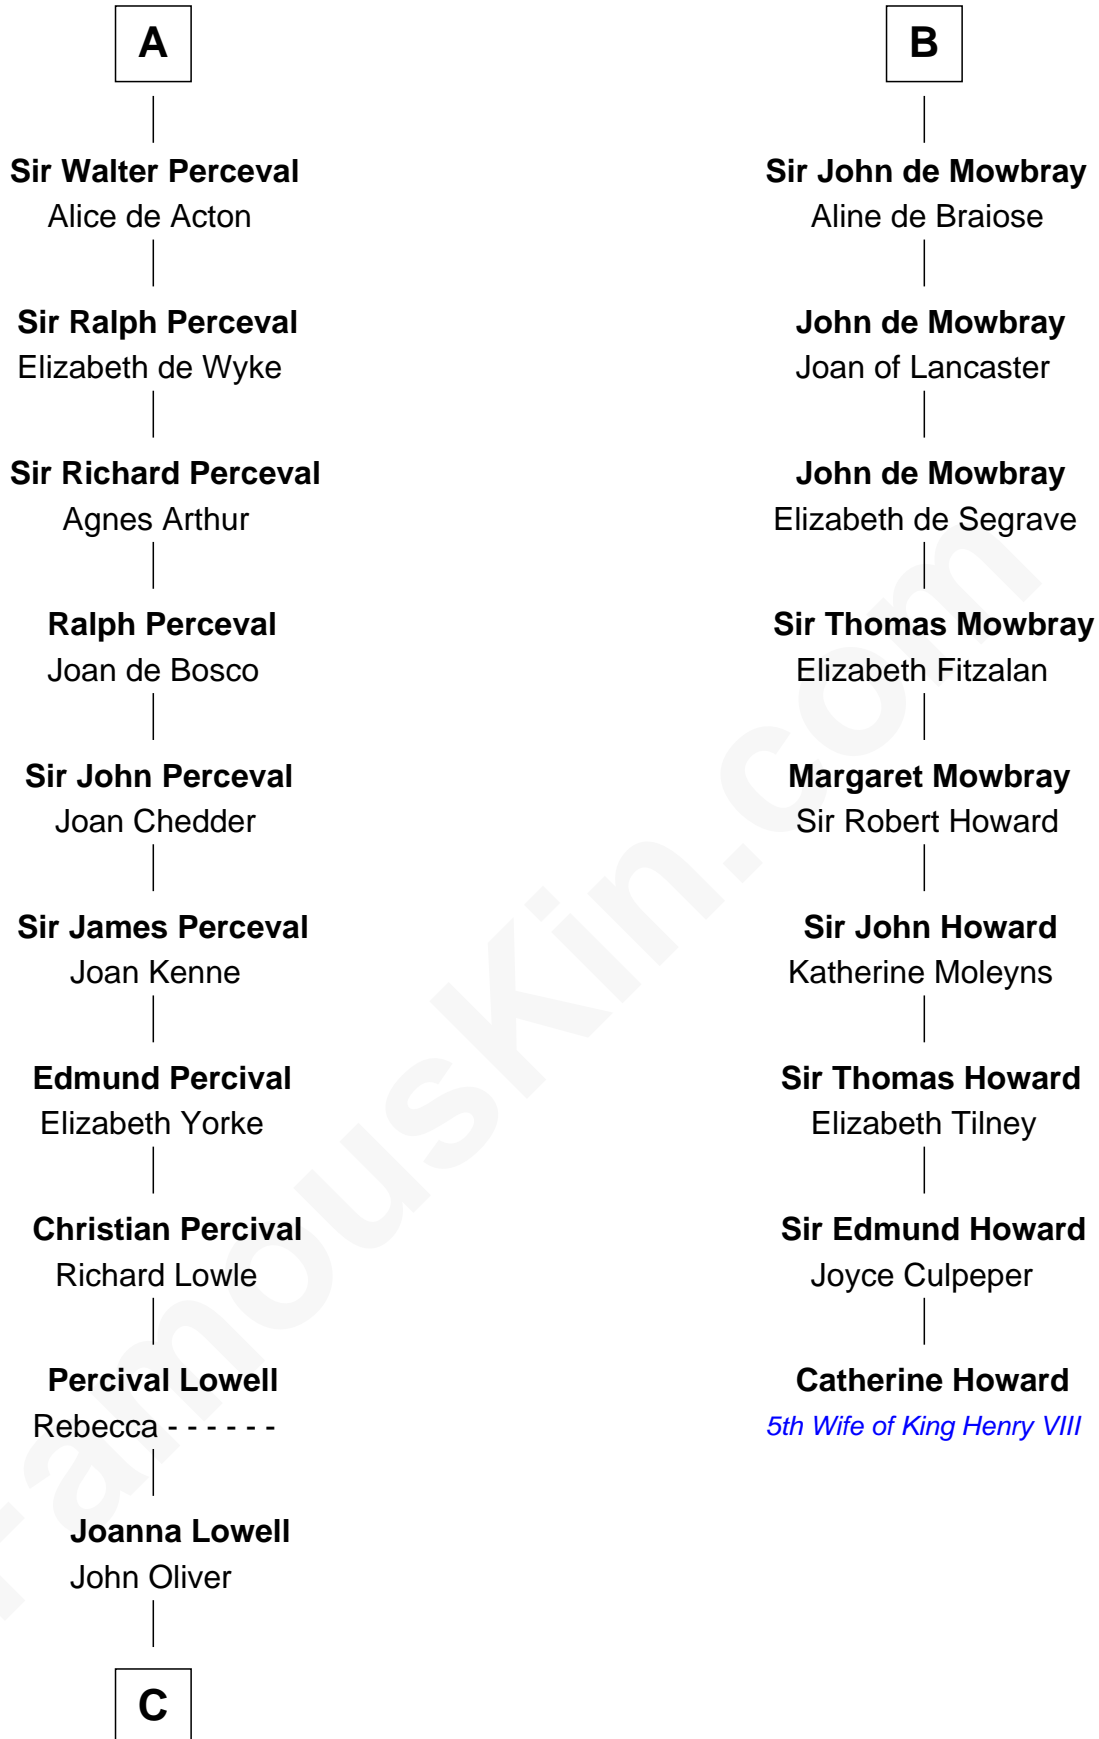 A
Sir Walter Perceval
Alice de Acton
Sir Ralph Perceval
Elizabeth de Wyke
Sir Richard Perceval
Agnes Arthur
Ralph Perceval
Joan de Bosco
Sir John Perceval
Joan Chedder
Sir James Perceval
Joan Kenne
Edmund Percival
Elizabeth Yorke
Christian Percival
Richard Lowle
Percival Lowell
Rebecca - - - - - -
Joanna Lowell
John Oliver
C
B
Sir John de Mowbray
Aline de Braiose
John de Mowbray
Joan of Lancaster
John de Mowbray
Elizabeth de Segrave
Sir Thomas Mowbray
Elizabeth Fitzalan
Margaret Mowbray
Sir Robert Howard
Sir John Howard
Katherine Moleyns
Sir Thomas Howard
Elizabeth Tilney
Sir Edmund Howard
Joyce Culpeper
Catherine Howard
5th Wife of King Henry VIII
FamousKin.com